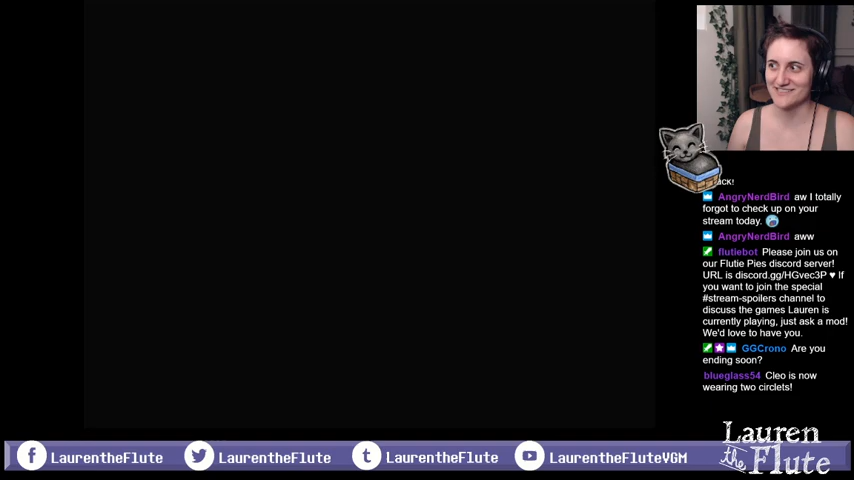 AngryNerdBird aw I totally
forgot to check up on your
stream today.
AngryNerdBird aww
flutiebot Please join us on
our Flutie Pies discord server!
URL is discord.gg/HGvec3P ♥ If
you want to join the special
#stream-spoilers channel to
discuss the games Lauren is
currently playing, just ask a mod!
We'd love to have you.
GGCrono Are you
ending soon?
blueglass54 Cleo is now
wearing two circlets!
LaurentheFlute
LaurentheFlute
LaurentheFlute
LaurentheFluteVGM
Lauren
the Flute